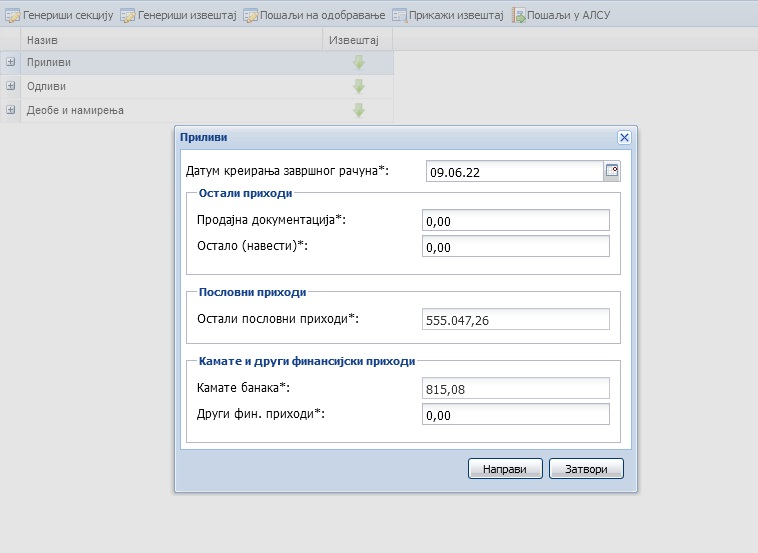 Генериши секцију Генериши извештај Пошаљи на одобравање Прикажи извештај Пошаљи у АЛСУ
Назив Извештај
Приливи
Одливи
Деобе и намирења
Приливи
Датум креирања завршног рачуна*: 09.06.22
Остали приходи
Продајна документација*: 0,00
Остало (навести)*: 0,00
Пословни приходи
Остали пословни приходи*: 555.047,26
Камате и други финансијски приходи
Камате банака*: 815,08
Други фин. приходи*: 0,00
Направи Затвори